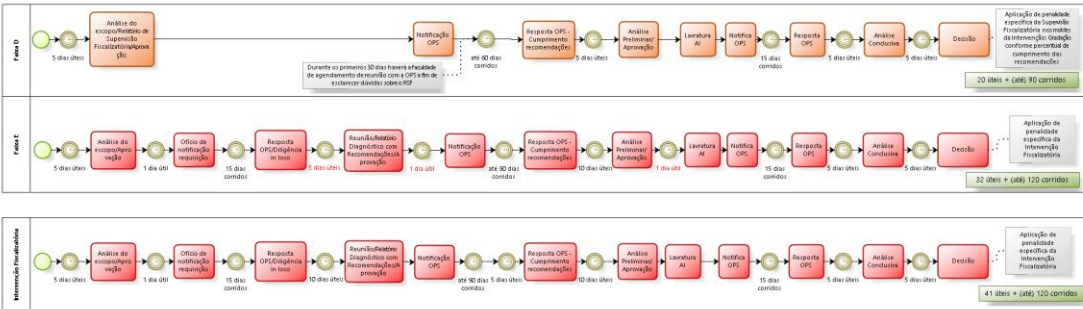 Faixa D
5 dias úteis
Análise do
escopo/Relatório de
Supervisão
Fiscalizatória/Aprova
ção
Notificação
OPS
Durante os primeiros 30 dias haverá a faculdade
de agendamento de reunião com a OPS a fim de
esclarecer dúvidas sobre o RSF
até 60 dias
corridos
Resposta OPS -
Cumprimento
recomendações
5 dias úteis
Análise
Preliminar/
Aprovação
Lavratura
AI
Notifica
OPS
15 dias
corridos
Resposta
OPS
5 dias úteis
Análise
Conclusiva
5 dias úteis
Decisão
Aplicação de penalidade
específica da Supervisão
Fiscalizatória nos moldes
da Intervenção: Gradação
conforme percentual de
cumprimento das
recomendações
20 úteis + (até) 90 corridos
Faixa E
5 dias úteis
Análise do
escopo/Apro
vação
1 dia útil
Ofício de
notificação
requisição
15 dias
corridos
Resposta
OPS/Diligência
in loco
5 dias úteis
Reunião/Relatório
Diagnóstico com
Recomendações/A
provação
1 dia útil
Notificação
OPS
até 90 dias
corridos
Resposta OPS -
Cumprimento
recomendações
10 dias úteis
Análise
Preliminar/
Aprovação
1 dia útil
Lavratura
AI
Notifica
OPS
15 dias
corridos
Resposta
OPS
5 dias úteis
Análise
Conclusiva
5 dias úteis
Decisão
Aplicação de
penalidade
específica da
Intervenção
Fiscalizatória
32 úteis + (até) 120 corridos
Intervenção Fiscalizatória
5 dias úteis
Análise do
escopo/Apro
vação
1 dia útil
Ofício de
notificação
requisição
15 dias
corridos
Resposta
OPS/Diligência
in loco
10 dias úteis
Reunião/Relatório
Diagnóstico com
Recomendações/A
provação
Notificação
OPS
até 90 dias
corridos
5 dias úteis
Resposta OPS -
Cumprimento
recomendações
10 dias úteis
Análise
Preliminar/
Aprovação
Lavratura
AI
Notifica
OPS
15 dias
corridos
Resposta
OPS
5 dias úteis
Análise
Conclusiva
5 dias úteis
Decisão
Aplicação de
penalidade
específica da
Intervenção
Fiscalizatória
41 úteis + (até) 120 corridos